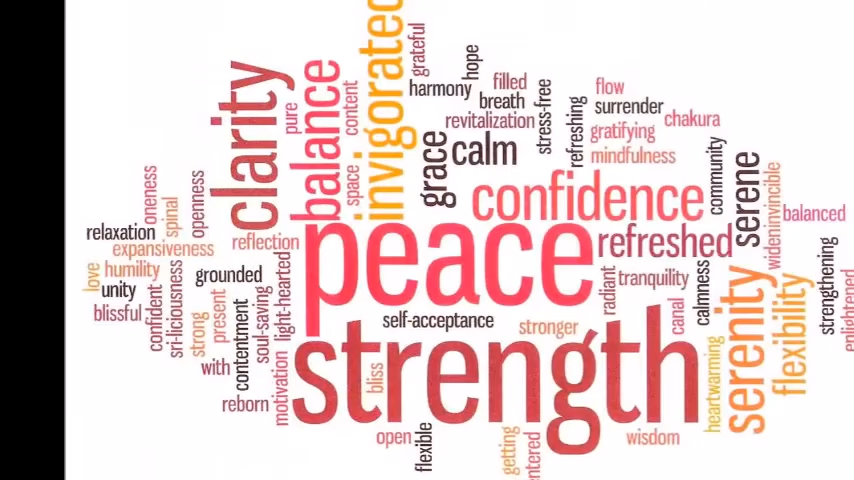 invigorated
grateful
hope
clarity
balance
pure
content
space
harmony
filled
breath
revitalization
stress-free
refreshing
flow
surrender
gratifying
chakura
mindfulness
grace
calm
confidence
community
serene
wideninvincible
balanced
oneness
spinal
openness
relaxation
expansiveness
reflection
love
humility
unity
blissful
grounded
peace
refreshed
radiant
tranquility
calmness
canal
strengthening
confident
sri-liciousness
strong
present
contentment
soul-saving
light-hearted
self-acceptance
stronger
serenity
flexibility
with
reborn
motivation
bliss
strength
heartwarming
open
flexible
getting
wisdom